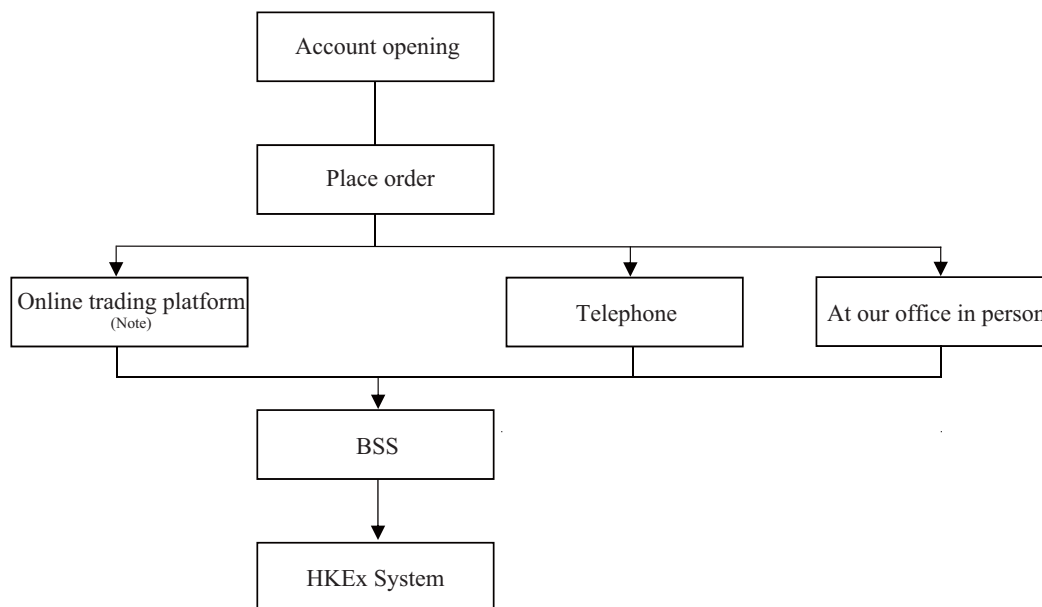 Account opening
Place order
Online trading platform
(Note)
Telephone
At our office in person
BSS
HKEx System